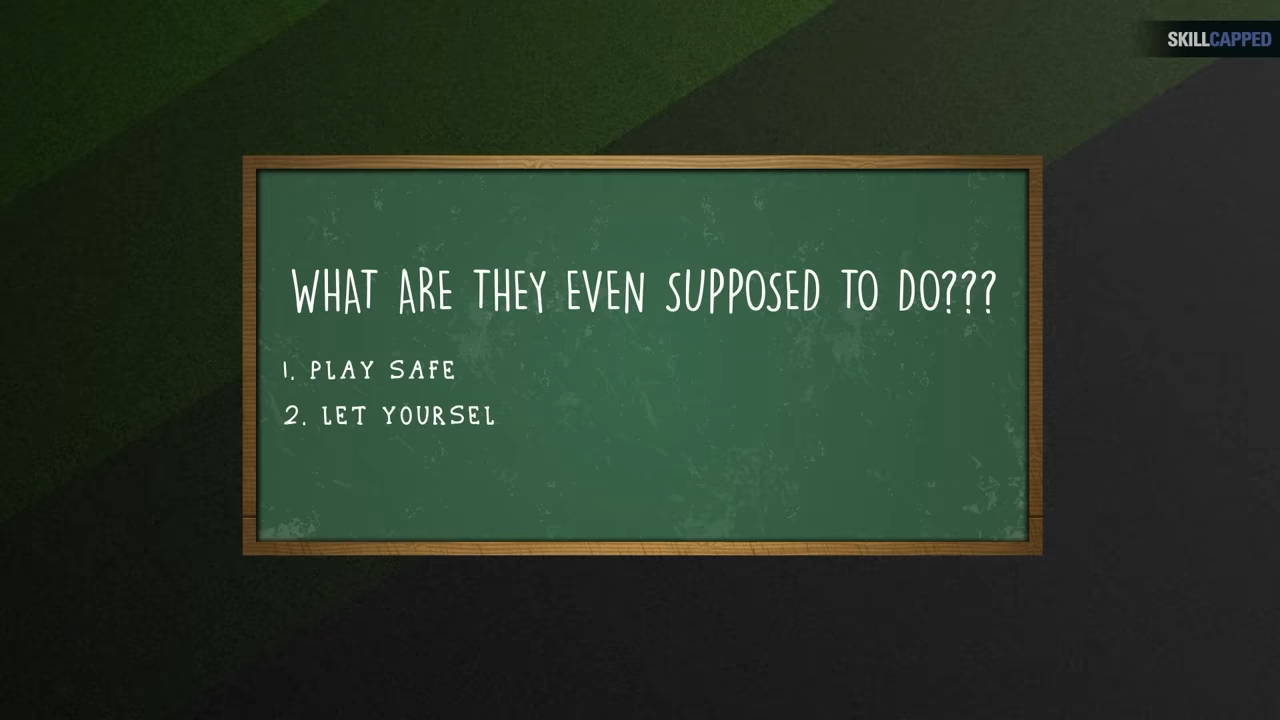 SKILLCAPPED
WHAT ARE THEY EVEN SUPPOSED TO DO???
1. PLAY SAFE
2. LET YOURSEL